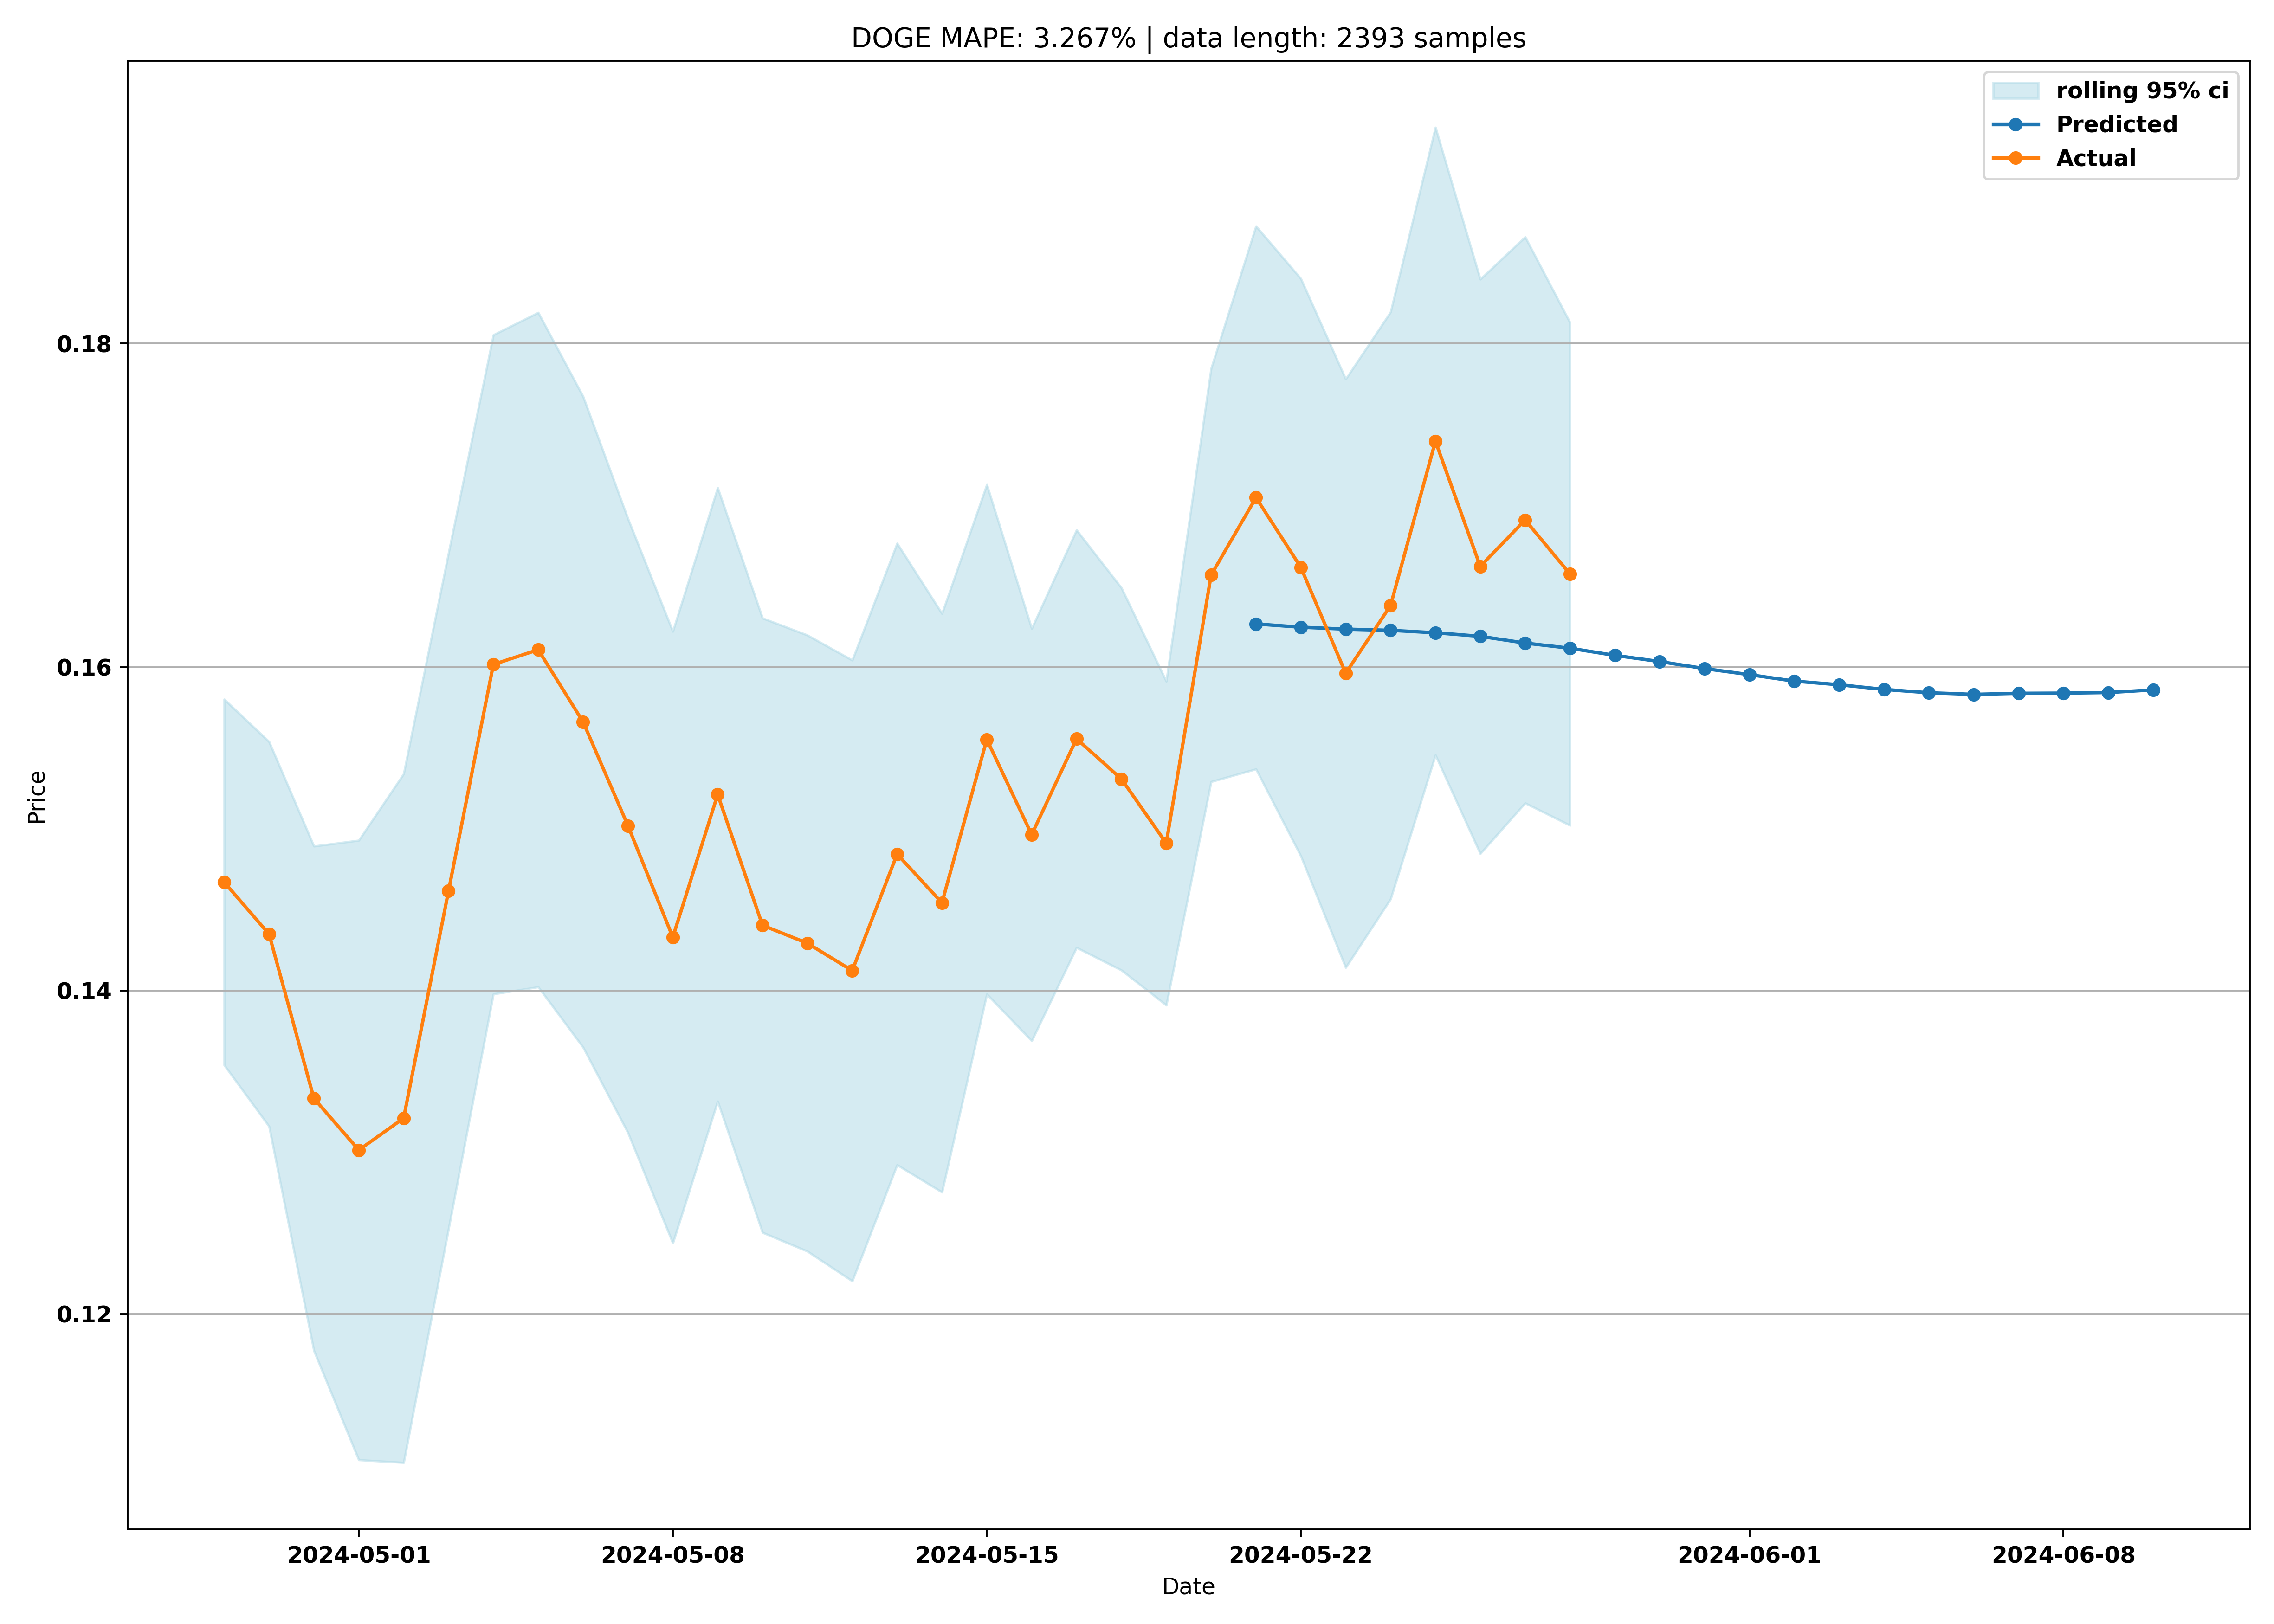 DOGE MAPE: 3.267% | data length: 2393 samples
rolling 95% ci
Predicted
Actual
0.18
0.16
0.14
0.12
Price
2024-05-01 2024-05-08 2024-05-15 2024-05-22 2024-06-01 2024-06-08
Date